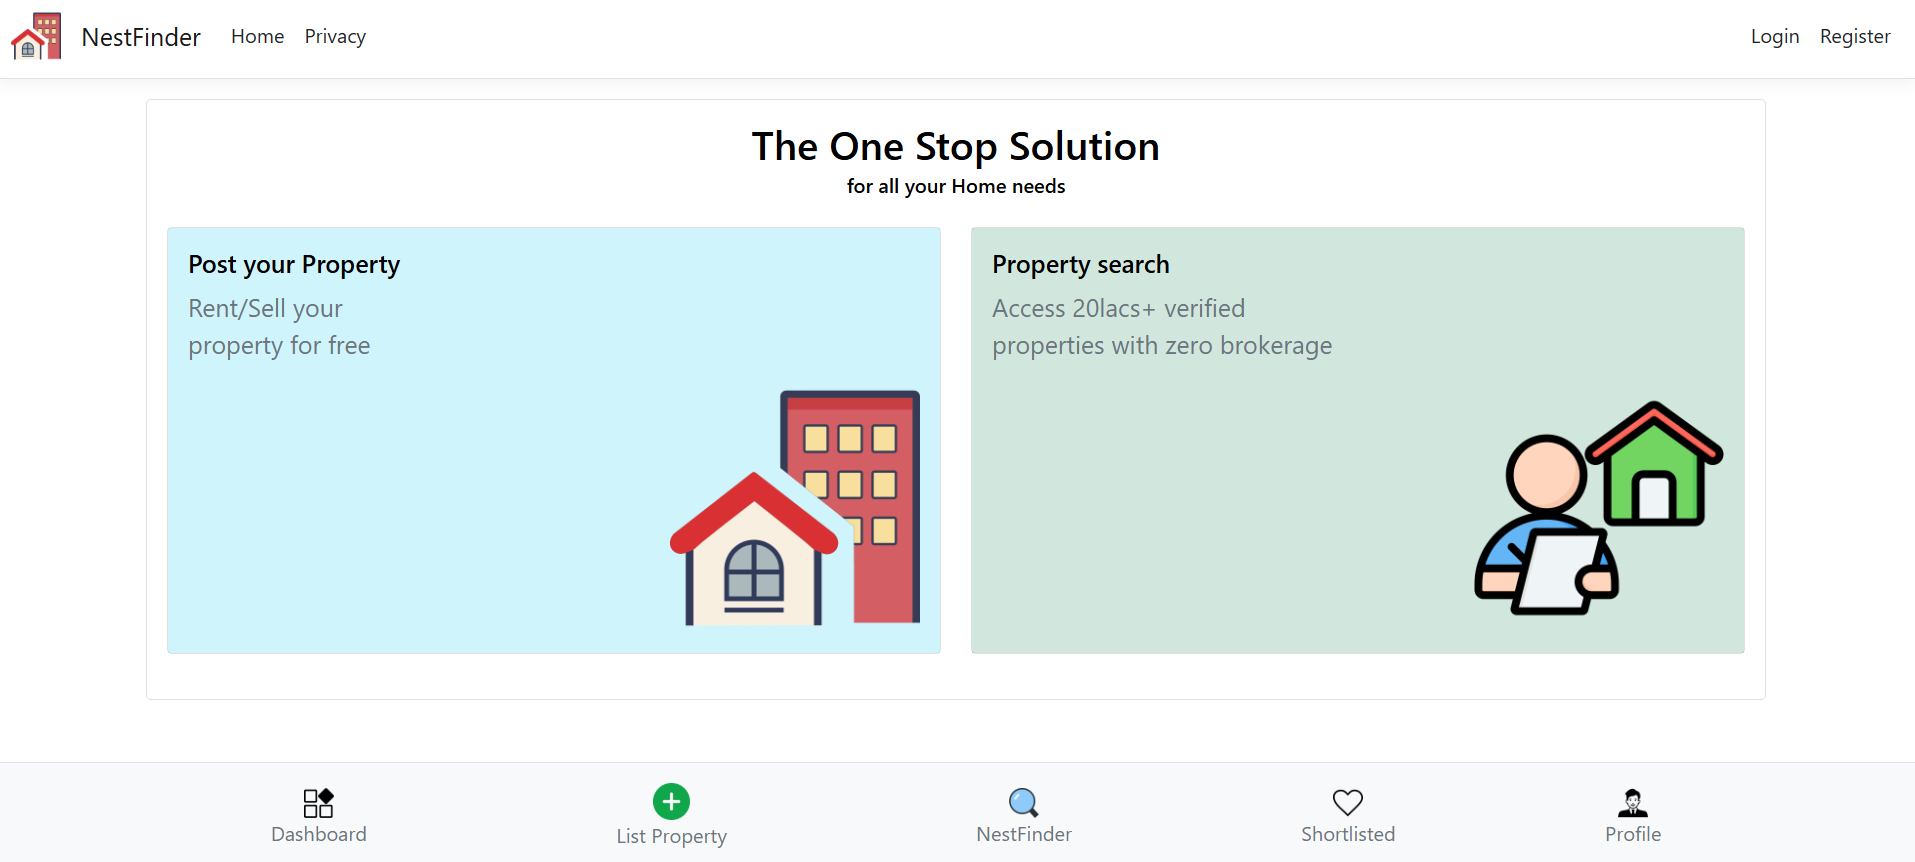 NestFinder Home Privacy Login Register
The One Stop Solution
for all your Home needs
Post your Property
Rent/Sell your
property for free
Property search
Access 20lacs+ verified
properties with zero brokerage
Dashboard
List Property
NestFinder
Shortlisted
Profile